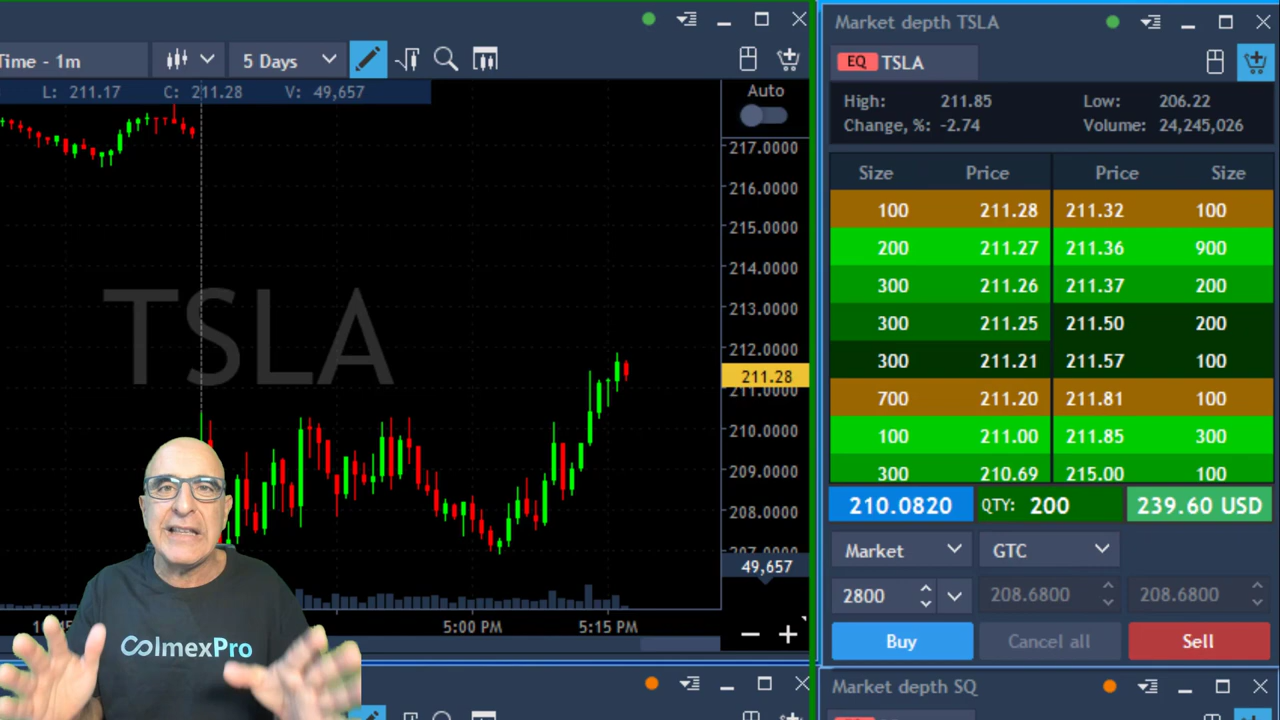 Time - 1m
5 Days
L: 211.17 C: 211.28 V: 49,657
Auto
217.0000
216.0000
215.0000
214.0000
213.0000
212.0000
211.28
211.0000
210.0000
209.0000
208.0000
207.0000
49,657
TSLA
5:00 PM
5:15 PM
ColmexPro
Market depth TSLA
EQ TSLA
High: 211.85 Low: 206.22
Change, %: -2.74 Volume: 24,245,026
Size Price Price Size
100 211.28 211.32 100
200 211.27 211.36 900
300 211.26 211.37 200
300 211.25 211.50 200
300 211.21 211.57 100
700 211.20 211.81 100
100 211.00 211.85 300
300 210.69 215.00 100
210.0820 QTY: 200 239.60 USD
Market GTC
2800 208.6800 208.6800
Buy Cancel all Sell
Market depth SQ